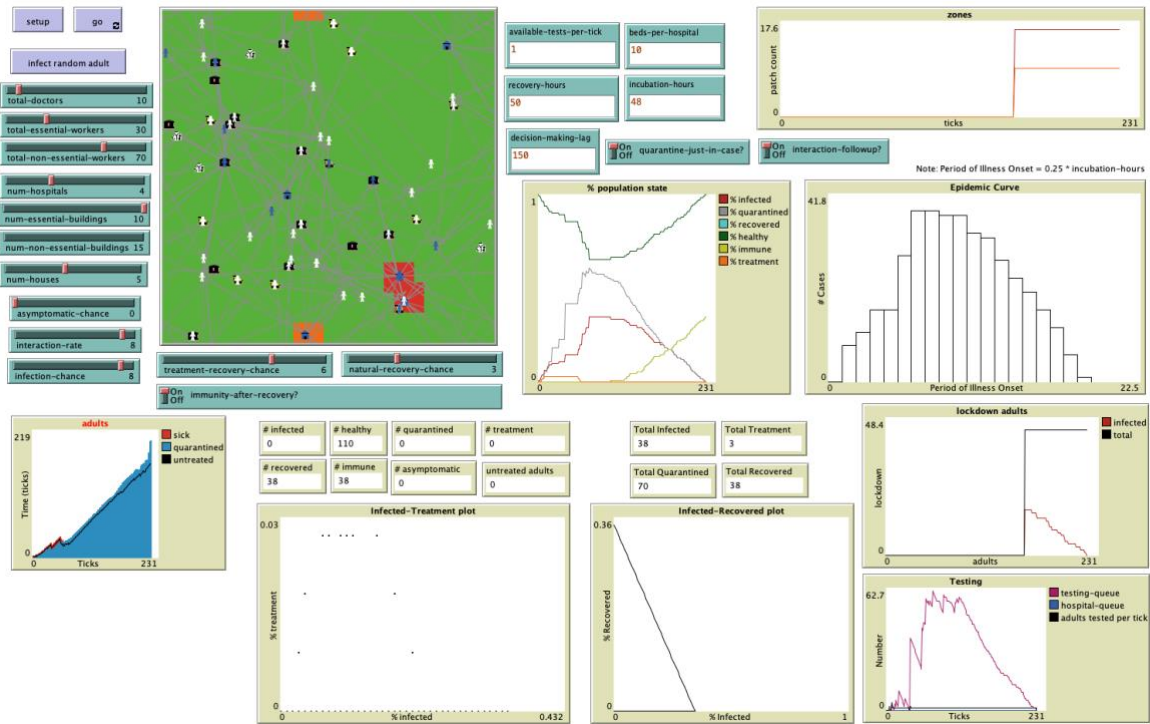 setup
go
infect random adult
total-doctors 10
total-essential-workers 30
total-non-essential-workers 70
num-hospitals 4
num-essential-buildings 10
num-non-essential-buildings 15
num-houses 5
asymptomatic-chance 0
interaction-rate 8
infection-chance 8
treatment-recovery-chance 6
natural-recovery-chance 3
On
Off
immunity-after-recovery?
available-tests-per-tick
1
beds-per-hospital
10
recovery-hours
50
incubation-hours
48
decision-making-lag
150
On
Off
quarantine-just-in-case?
On
Off
interaction-followup?
zones
17.6
patch count
0
0
ticks
231
Note: Period of Illness Onset = 0.25 * incubation-hours
% population state
1
0
0
231
% infected
% quarantined
% recovered
% healthy
% immune
% treatment
Epidemic Curve
41.8
# Cases
0
0
Period of Illness Onset
22.5
adults
219
Time (ticks)
0
0
Ticks
231
sick
quarantined
untreated
# infected
0
# healthy
110
# quarantined
0
# treatment
0
# recovered
38
# immune
38
# asymptomatic
0
untreated adults
0
Total Infected
38
Total Treatment
3
Total Quarantined
70
Total Recovered
38
Infected-Treatment plot
0.03
% treatment
0
0
% infected
0.432
Infected-Recovered plot
0.36
% Recovered
0
0
% Infected
1
lockdown adults
48.4
lockdown
0
0
adults
231
infected
total
Testing
62.7
Number
0
0
Ticks
231
testing-queue
hospital-queue
adults tested per tick